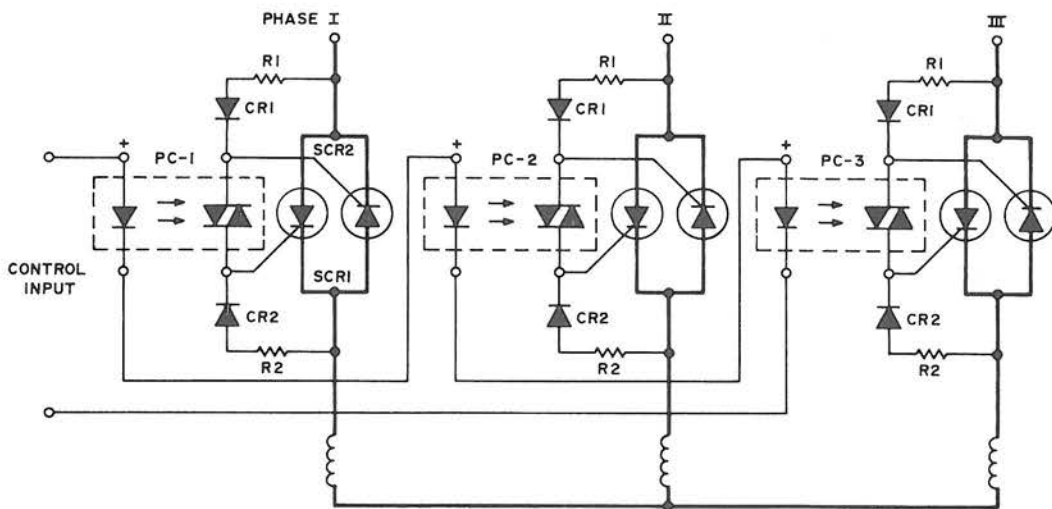 PHASE I
II
III
R1
R1
R1
CR1
CR1
CR1
+
PC-1
SCR2
+
PC-2
+
PC-3
CONTROL
INPUT
SCR1
CR2
CR2
CR2
R2
R2
R2